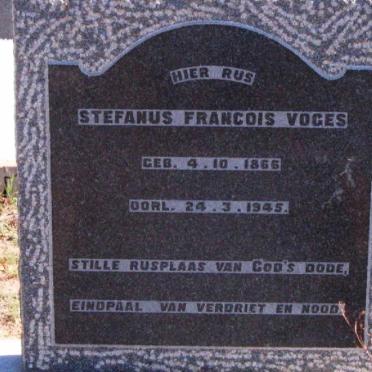 HIER RUS
STEFANUS FRANCOIS VOGES
GEB. 4.10.1866
OORL. 24.3.1945.
STILLE RUSPLAAS VAN GOD'S DODE,
EINDPAAL VAN VERDRIET EN NOOD.